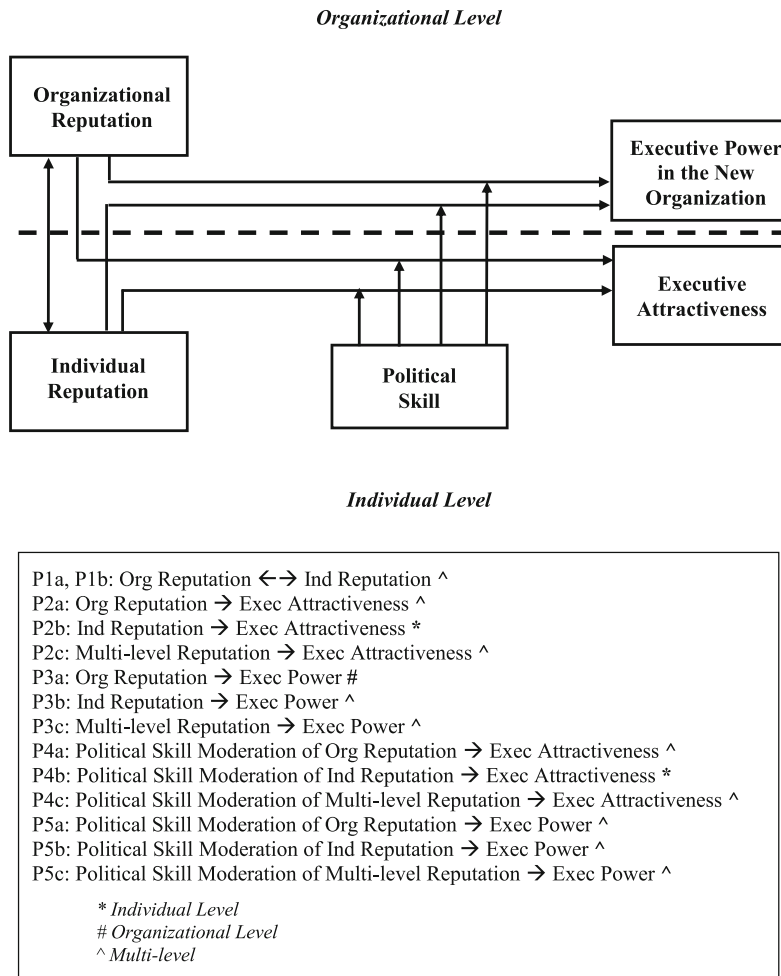 Organizational Level
Organizational
Reputation
Executive Power
in the New
Organization
Executive
Attractiveness
Individual
Reputation
Political
Skill
Individual Level
P1a, P1b: Org Reputation ←→ Ind Reputation ^
P2a: Org Reputation → Exec Attractiveness ^
P2b: Ind Reputation → Exec Attractiveness *
P2c: Multi-level Reputation → Exec Attractiveness ^
P3a: Org Reputation → Exec Power #
P3b: Ind Reputation → Exec Power ^
P3c: Multi-level Reputation → Exec Power ^
P4a: Political Skill Moderation of Org Reputation → Exec Attractiveness ^
P4b: Political Skill Moderation of Ind Reputation → Exec Attractiveness *
P4c: Political Skill Moderation of Multi-level Reputation → Exec Attractiveness ^
P5a: Political Skill Moderation of Org Reputation → Exec Power ^
P5b: Political Skill Moderation of Ind Reputation → Exec Power ^
P5c: Political Skill Moderation of Multi-level Reputation → Exec Power ^
* Individual Level
# Organizational Level
^ Multi-level